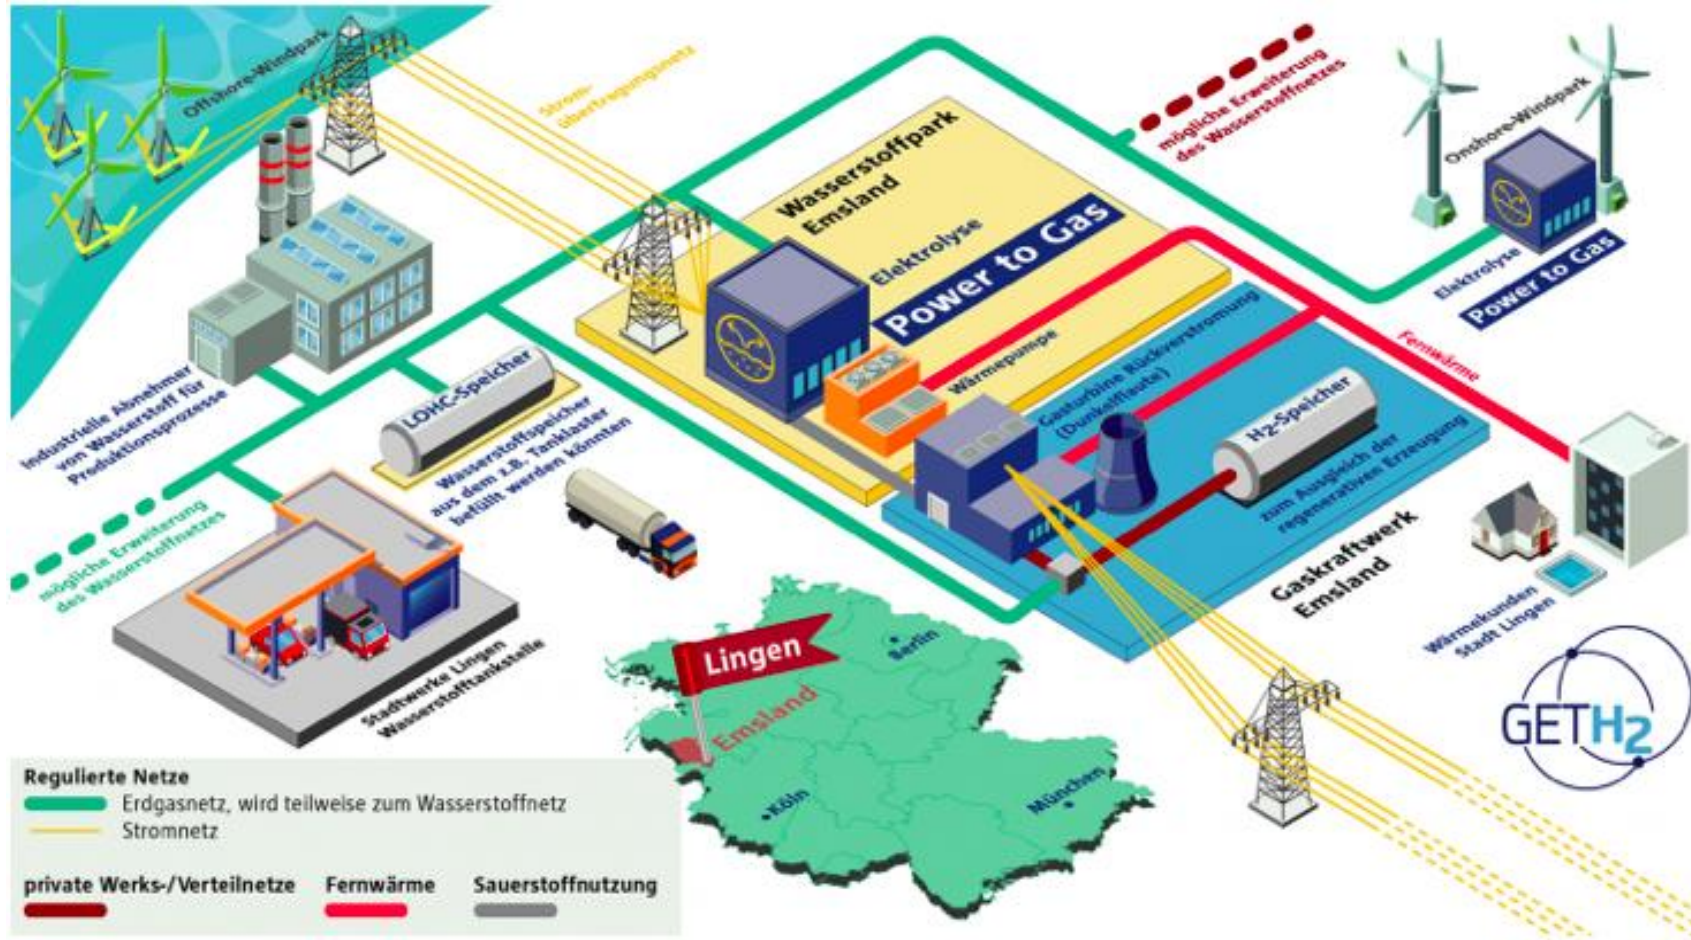 Offshore-Windpark
Strom-
übertragungsnetz
mögliche Erweiterung
des Wasserstoffnetzes
Onshore-Windpark
Elektrolyse
Power to Gas
Wasserstoffpark
Emsland
Elektrolyse
Power to Gas
Wärmepumpe
Fernwärme
Industrielle Abnehmer
von Wasserstoff für
Produktionsprozesse
LOHC-Speicher
Wasserstoffspeicher
aus dem z.B. Tanklaster
befüllt werden könnten
Gasturbine Rückverstromung
(Dunkelflaute)
H2-Speicher
zum Ausgleich der
regenerativen Erzeugung
Gaskraftwerk
Emsland
Wärmekunden
Stadt Lingen
mögliche Erweiterung
des Wasserstoffnetzes
Stadtwerke Lingen
Wasserstofftankstelle
Lingen
Emsland
Berlin
Köln
München
GETH2
Regulierte Netze
Erdgasnetz, wird teilweise zum Wasserstoffnetz
Stromnetz
private Werks-/Verteilnetze
Fernwärme
Sauerstoffnutzung